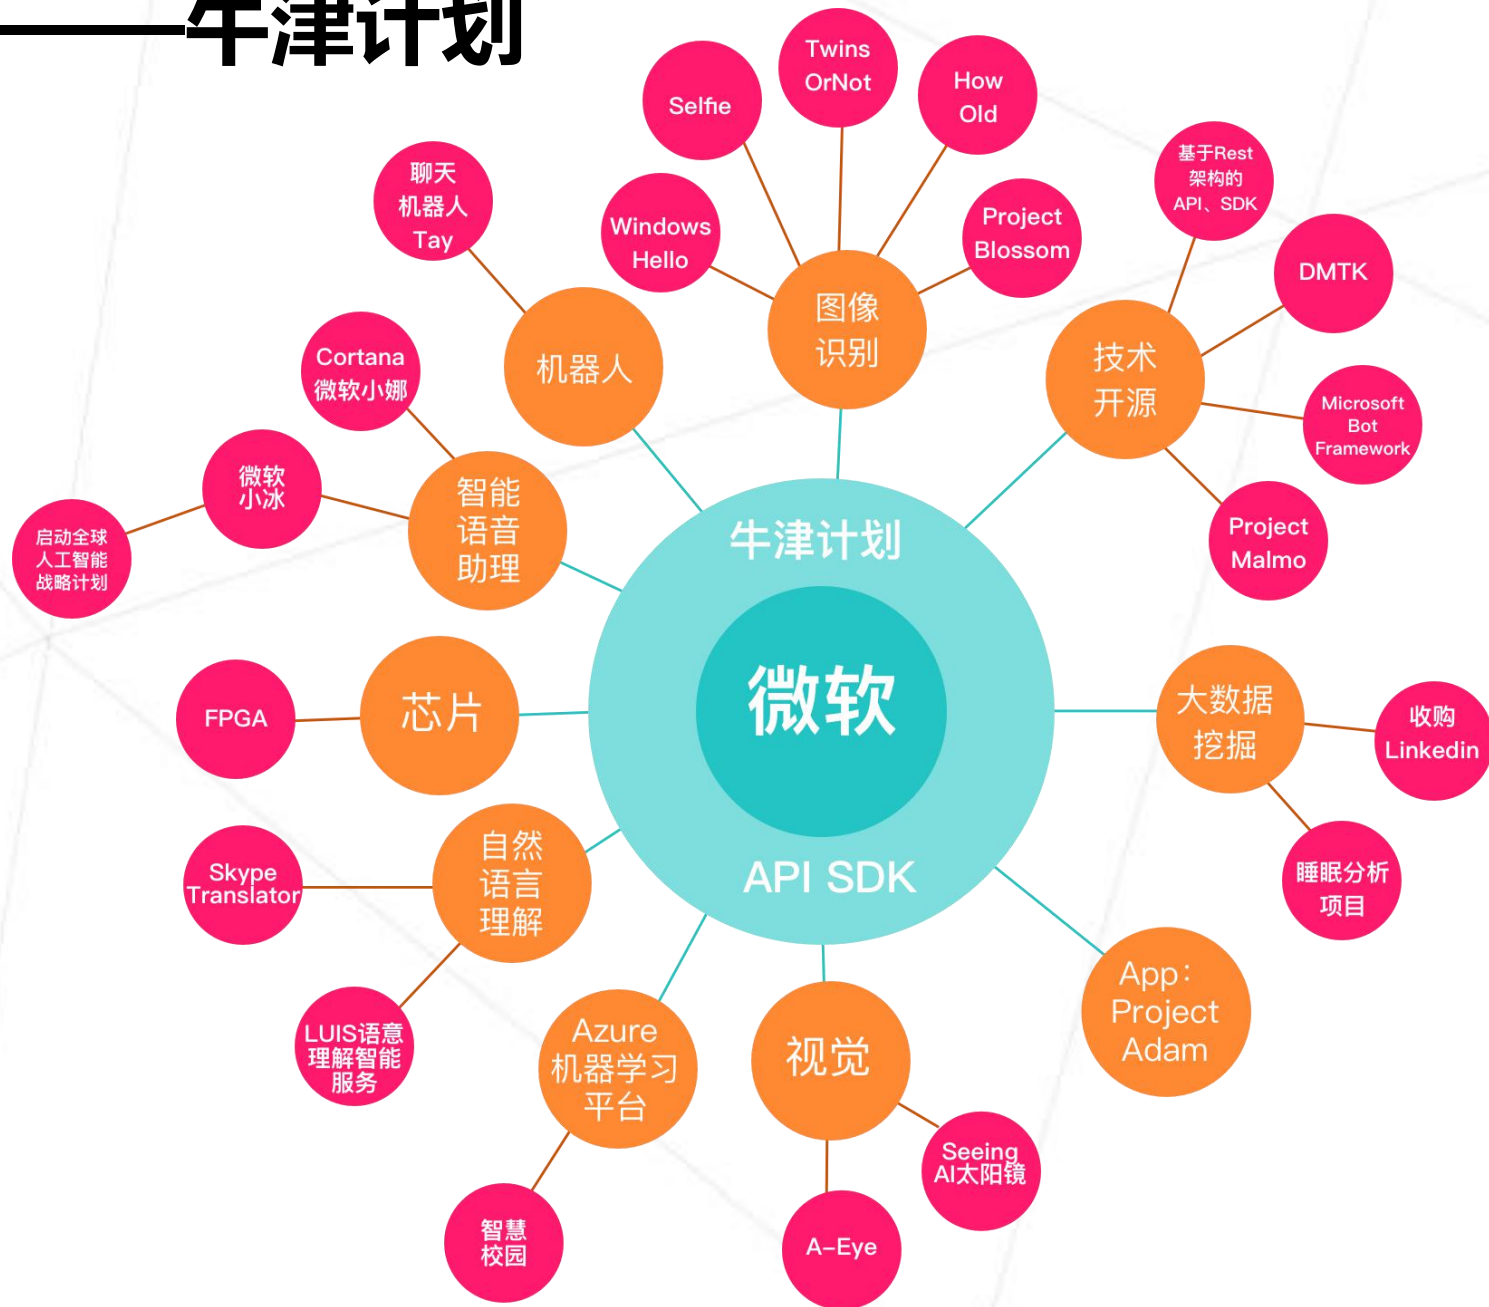 ——牛津计划
Twins
OrNot
How
Old
Selfie
Windows
Hello
Project
Blossom
图像
识别
基于Rest
架构的
API、SDK
DMTK
Microsoft
Bot
Framework
Project
Malmo
技术
开源
聊天
机器人
Tay
机器人
Cortana
微软小娜
微软
小冰
启动全球
人工智能
战略计划
智能
语音
助理
牛津计划
微软
API SDK
芯片
FPGA
大数据
挖掘
收购
Linkedin
睡眠分析
项目
自然
语言
理解
Skype
Translator
LUIS语意
理解智能
服务
App：
Project
Adam
Azure
机器学习
平台
智慧
校园
视觉
Seeing
AI太阳镜
A-Eye